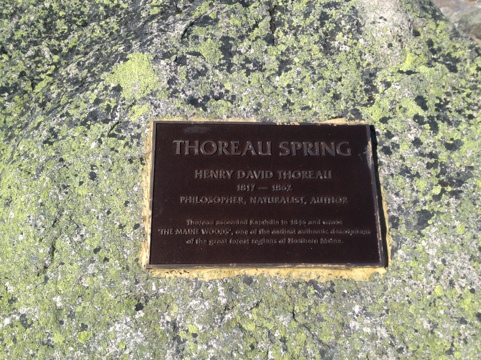 THOREAU SPRING
HENRY DAVID THOREAU
1817 — 1862
PHILOSOPHER, NATURALIST, AUTHOR
Thoreau ascended Katahdin in 1846 and wrote
'THE MAINE WOODS', one of the earliest authentic descriptions
of the great forest regions of Northern Maine.